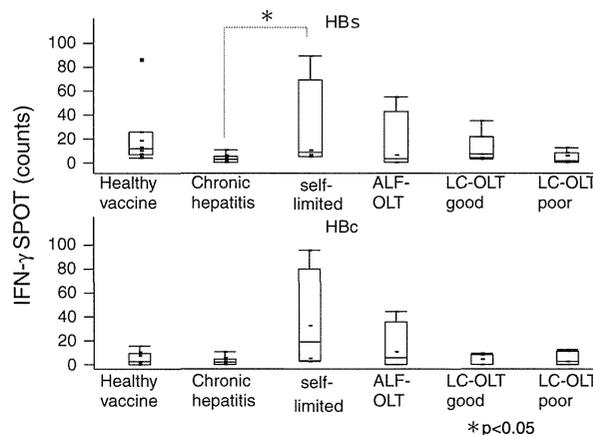 * HBs
IFN-γ SPOT (counts)
100
80
60
40
20
0
Healthy vaccine
Chronic hepatitis
self-limited
ALF-OLT
LC-OLT good
LC-OLT poor
HBc
100
80
60
40
20
0
Healthy vaccine
Chronic hepatitis
self-limited
ALF-OLT
LC-OLT good
LC-OLT poor
*p<0.05